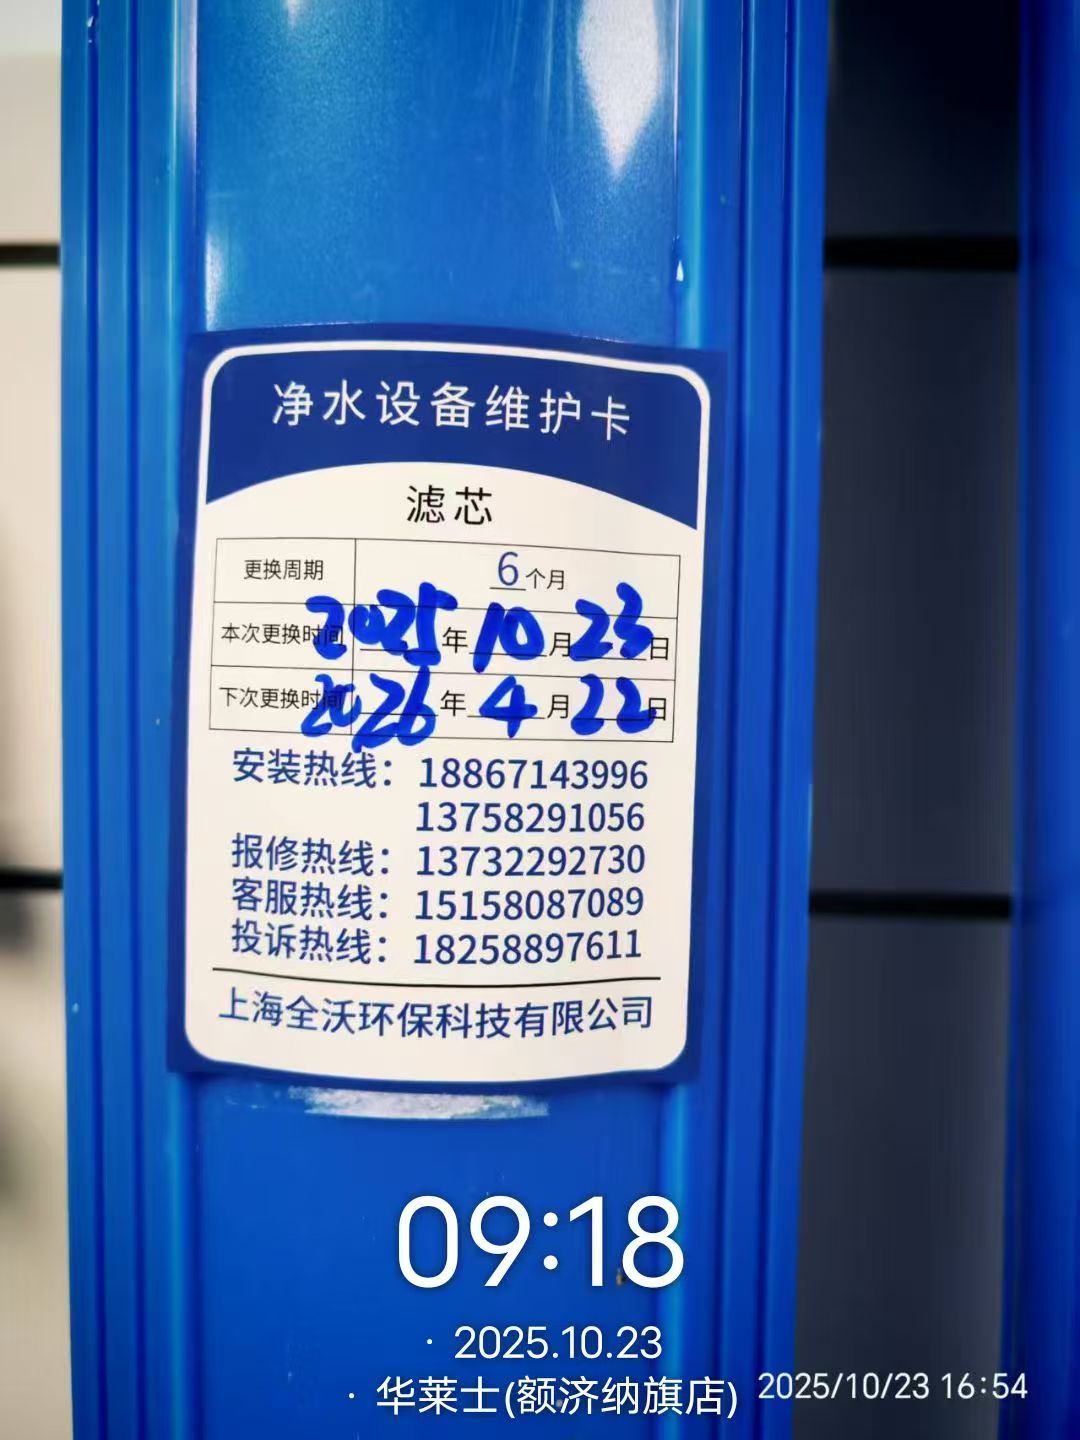 净水设备维护卡
滤芯
更换周期 6个月
本次更换时间 2025年10月23日
下次更换时间 2026年4月22日
安装热线：18867143996
13758291056
报修热线：13732292730
客服热线：15158087089
投诉热线：18258897611
上海全沃环保科技有限公司
09:18
· 2025.10.23
· 华莱士(额济纳旗店)
2025/10/23 16:54